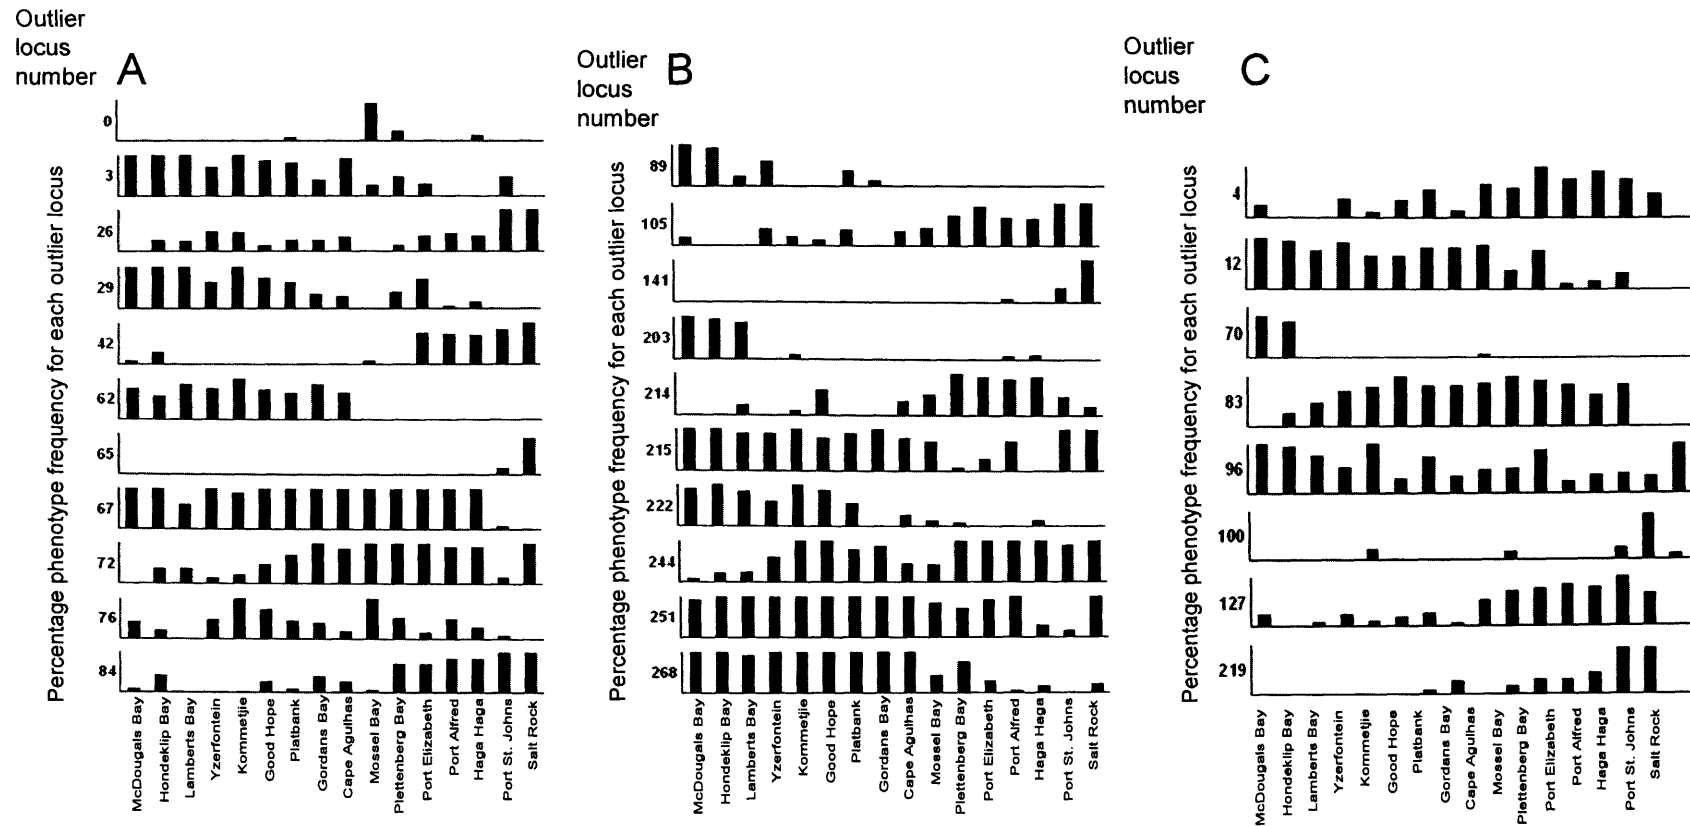 Outlier
locus
number
A
Percentage phenotype frequency for each outlier locus
0
3
26
29
42
62
65
67
72
76
84
McDougals Bay
Hondeklip Bay
Lamberts Bay
Yzerfontein
Kommetjie
Good Hope
Platbank
Gordans Bay
Cape Agulhas
Mossel Bay
Plettenberg Bay
Port Elizabeth
Port Alfred
Haga Haga
Port St. Johns
Salt Rock
Outlier
locus
number
B
Percentage phenotype frequency for each outlier locus
89
105
141
203
214
215
222
244
251
268
McDougals Bay
Hondeklip Bay
Lamberts Bay
Yzerfontein
Kommetjie
Good Hope
Platbank
Gordans Bay
Cape Agulhas
Mossel Bay
Plettenberg Bay
Port Elizabeth
Port Alfred
Haga Haga
Port St. Johns
Salt Rock
Outlier
locus
number
C
Percentage phenotype frequency for each outlier locus
4
12
70
83
96
100
127
219
McDougals Bay
Hondeklip Bay
Lamberts Bay
Yzerfontein
Kommetjie
Good Hope
Platbank
Gordans Bay
Cape Agulhas
Mossel Bay
Plettenberg Bay
Port Elizabeth
Port Alfred
Haga Haga
Port St. Johns
Salt Rock